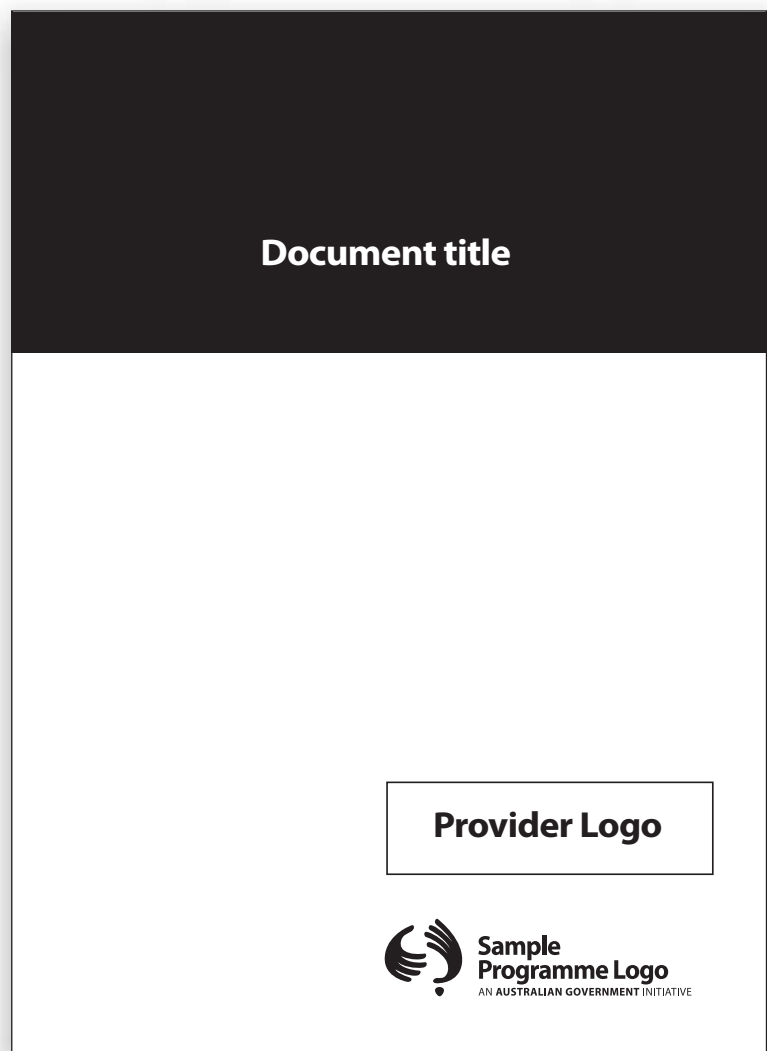 Document title
Provider Logo
Sample
Programme Logo
AN AUSTRALIAN GOVERNMENT INITIATIVE